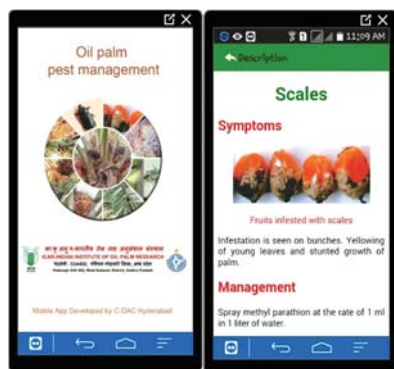 Oil palm
pest management
ICAR-INDIAN INSTITUTE OF OIL PALM RESEARCH
Mobile App Developed by C-DAC Hyderabad
11:09 AM
Description
Scales
Symptoms
Fruits infested with scales
Infestation is seen on bunches. Yellowing
of young leaves and stunted growth of
palm.
Management
Spray methyl parathion at the rate of 1 ml
in 1 liter of water.